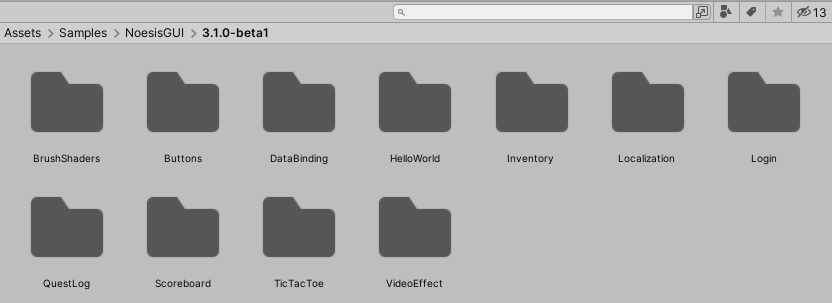 13
Assets > Samples > NoesisGUI > 3.1.0-beta1
BrushShaders Buttons DataBinding HelloWorld Inventory Localization Login
QuestLog Scoreboard TicTacToe VideoEffect